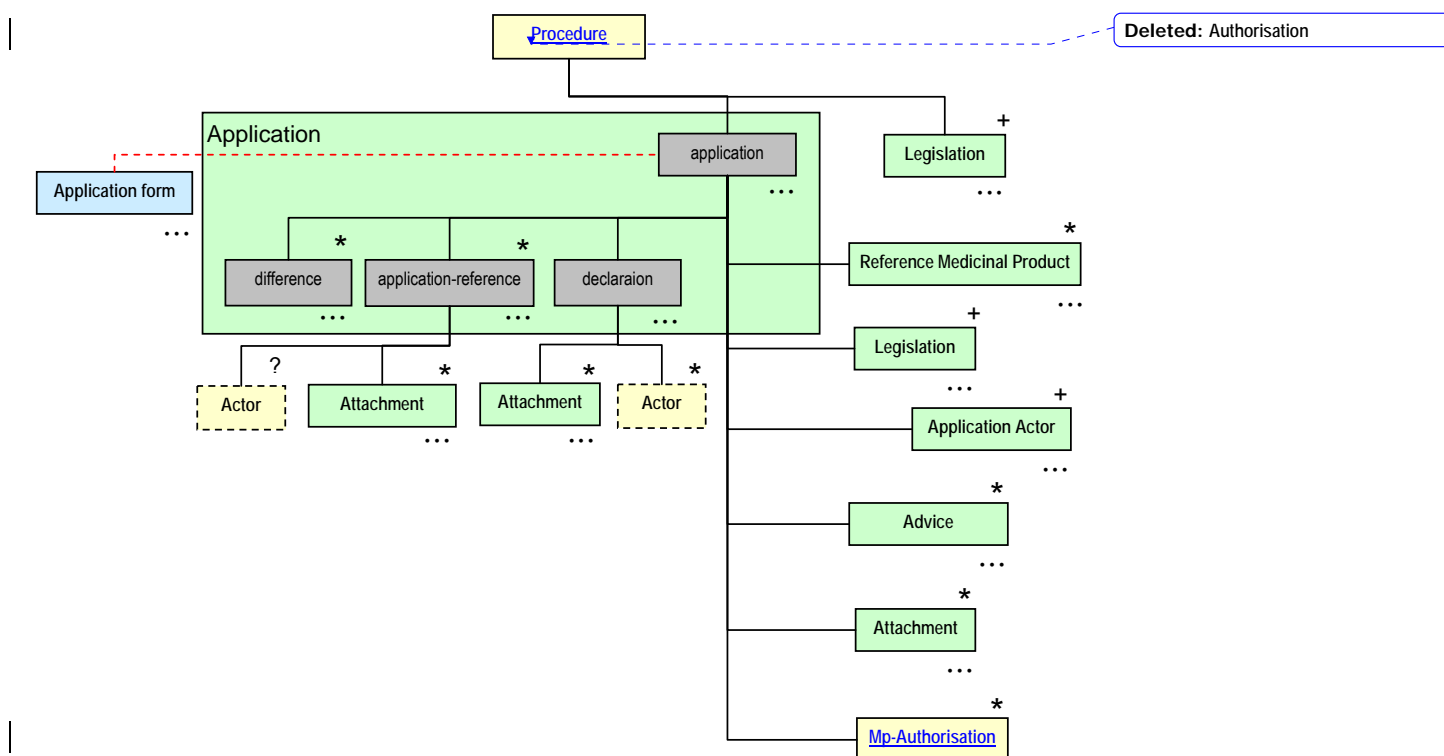 Procedure
Deleted: Authorisation
Application
application
+
Legislation
...
Application form
...
*
difference
...
*
application-reference
...
declaraion
...
*
Reference Medicinal Product
...
+
Legislation
...
?
Actor
*
Attachment
...
*
Attachment
...
*
Actor
+
Application Actor
...
*
Advice
...
*
Attachment
...
*
Mp-Authorisation